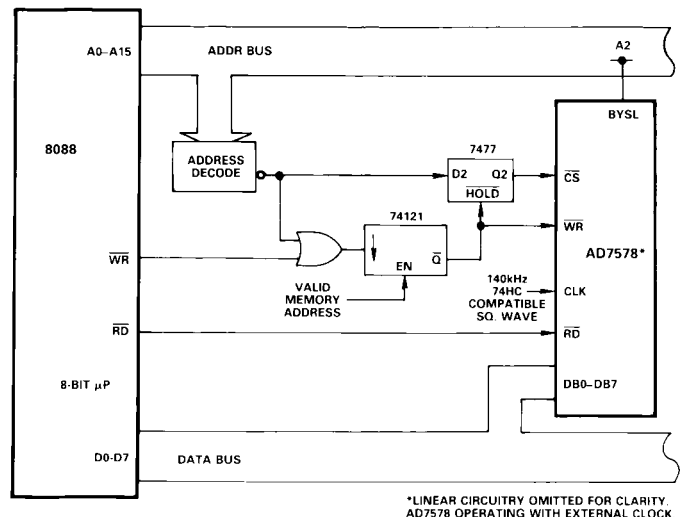 A0–A15
ADDR BUS
A2
BYSL
8088
ADDRESS
DECODE
7477
D2 Q2
HOLD
CS
74121
WR
WR
EN
Q
AD7578*
VALID
MEMORY
ADDRESS
140kHz
74HC
COMPATIBLE
SQ. WAVE
CLK
RD
RD
8-BIT μP
DB0–DB7
D0-D7
DATA BUS
*LINEAR CIRCUITRY OMITTED FOR CLARITY.
AD7578 OPERATING WITH EXTERNAL CLOCK